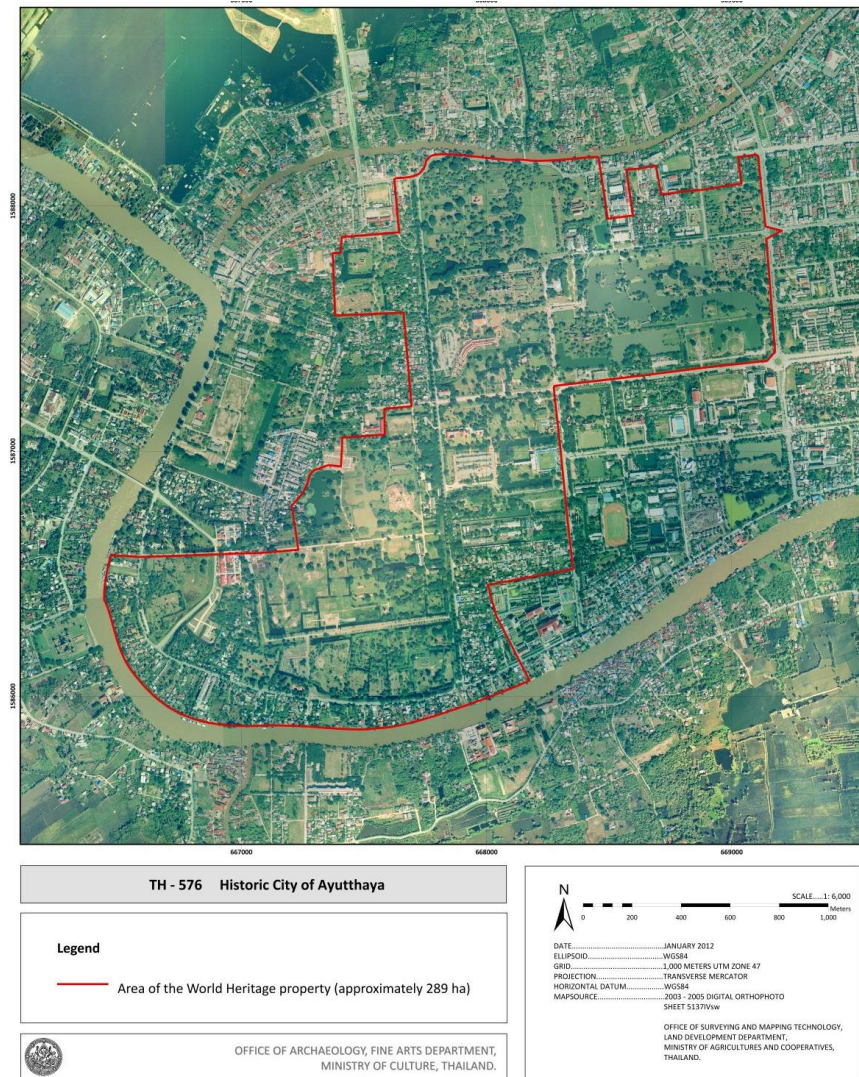 667000 668000 669000
1588000
1587000
1586000
667000 668000 669000
TH - 576 Historic City of Ayutthaya
Legend
Area of the World Heritage property (approximately 289 ha)
OFFICE OF ARCHAEOLOGY, FINE ARTS DEPARTMENT,
MINISTRY OF CULTURE, THAILAND.
N
SCALE.....1: 6,000
Meters
0 200 400 600 800 1,000
DATE..............................JANUARY 2012
ELLIPSOID..............................WGS84
GRID..............................1,000 METERS UTM ZONE 47
PROJECTION..............................TRANSVERSE MERCATOR
HORIZONTAL DATUM...............WGS84
MAPSOURCE..............................2003 - 2005 DIGITAL ORTHOPHOTO
SHEET 5137IVsw
OFFICE OF SURVEYING AND MAPPING TECHNOLOGY,
LAND DEVELOPMENT DEPARTMENT,
MINISTRY OF AGRICULTURES AND COOPERATIVES,
THAILAND.